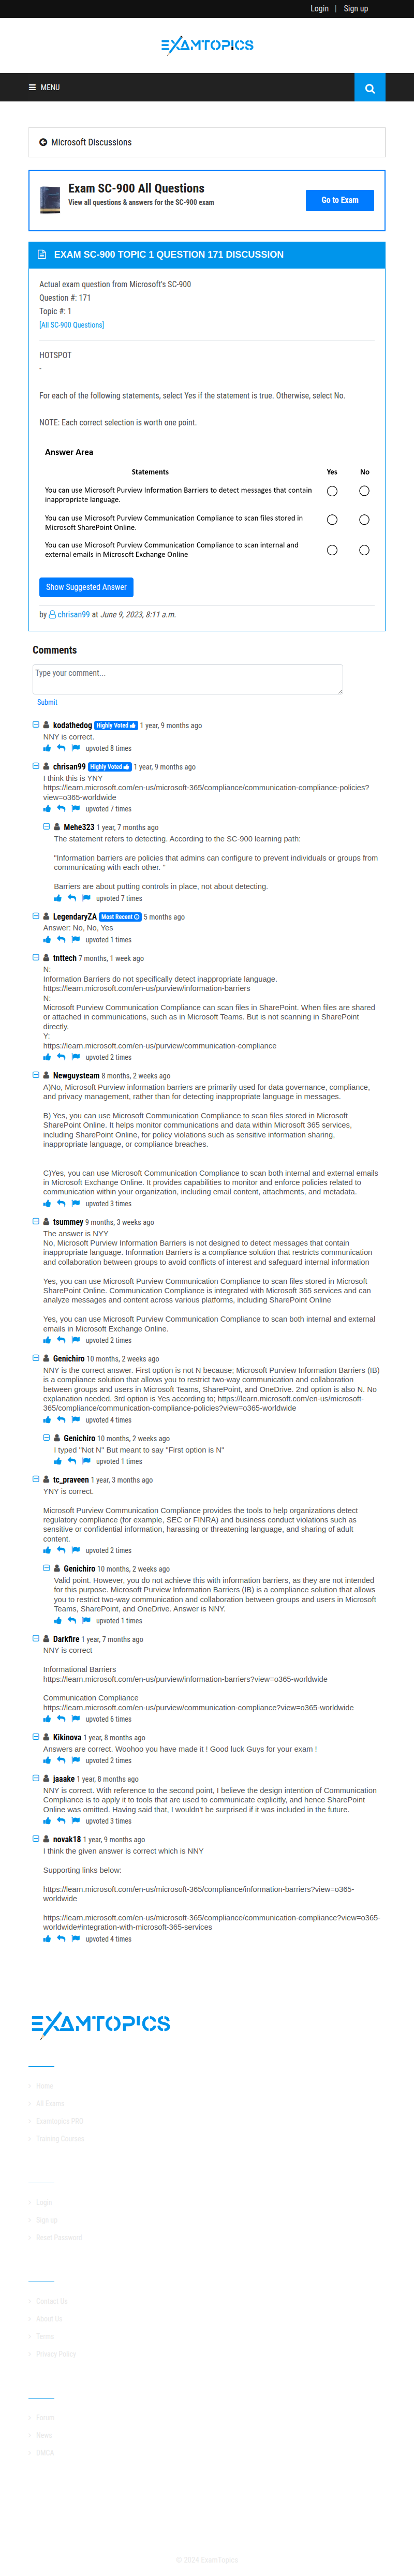 Login | Sign up
EXAMTOPICS
MENU
Microsoft Discussions
Exam SC-900 All Questions
View all questions & answers for the SC-900 exam
Go to Exam
EXAM SC-900 TOPIC 1 QUESTION 171 DISCUSSION
Actual exam question from Microsoft's SC-900
Question #: 171
Topic #: 1
[All SC-900 Questions]
HOTSPOT
-
For each of the following statements, select Yes if the statement is true. Otherwise, select No.
NOTE: Each correct selection is worth one point.
Answer Area
Statements Yes No
You can use Microsoft Purview Information Barriers to detect messages that contain
inappropriate language.
You can use Microsoft Purview Communication Compliance to scan files stored in
Microsoft SharePoint Online.
You can use Microsoft Purview Communication Compliance to scan internal and
external emails in Microsoft Exchange Online
Show Suggested Answer
by chrisan99 at June 9, 2023, 8:11 a.m.
Comments
Type your comment...
Submit
kodathedog Highly Voted 1 year, 9 months ago
NNY is correct.
upvoted 8 times
chrisan99 Highly Voted 1 year, 9 months ago
I think this is YNY
https://learn.microsoft.com/en-us/microsoft-365/compliance/communication-compliance-policies?
view=o365-worldwide
upvoted 7 times
Mehe323 1 year, 7 months ago
The statement refers to detecting. According to the SC-900 learning path:
"Information barriers are policies that admins can configure to prevent individuals or groups from
communicating with each other. "
Barriers are about putting controls in place, not about detecting.
upvoted 7 times
LegendaryZA Most Recent 5 months ago
Answer: No, No, Yes
upvoted 1 times
tnttech 7 months, 1 week ago
N:
Information Barriers do not specifically detect inappropriate language.
https://learn.microsoft.com/en-us/purview/information-barriers
N:
Microsoft Purview Communication Compliance can scan files in SharePoint. When files are shared
or attached in communications, such as in Microsoft Teams. But is not scanning in SharePoint
directly.
Y:
https://learn.microsoft.com/en-us/purview/communication-compliance
upvoted 2 times
Newguysteam 8 months, 2 weeks ago
A)No, Microsoft Purview information barriers are primarily used for data governance, compliance,
and privacy management, rather than for detecting inappropriate language in messages.
B) Yes, you can use Microsoft Communication Compliance to scan files stored in Microsoft
SharePoint Online. It helps monitor communications and data within Microsoft 365 services,
including SharePoint Online, for policy violations such as sensitive information sharing,
inappropriate language, or compliance breaches.
C)Yes, you can use Microsoft Communication Compliance to scan both internal and external emails
in Microsoft Exchange Online. It provides capabilities to monitor and enforce policies related to
communication within your organization, including email content, attachments, and metadata.
upvoted 3 times
tsummey 9 months, 3 weeks ago
The answer is NYY
No, Microsoft Purview Information Barriers is not designed to detect messages that contain
inappropriate language. Information Barriers is a compliance solution that restricts communication
and collaboration between groups to avoid conflicts of interest and safeguard internal information
Yes, you can use Microsoft Purview Communication Compliance to scan files stored in Microsoft
SharePoint Online. Communication Compliance is integrated with Microsoft 365 services and can
analyze messages and content across various platforms, including SharePoint Online
Yes, you can use Microsoft Purview Communication Compliance to scan both internal and external
emails in Microsoft Exchange Online.
upvoted 2 times
Genichiro 10 months, 2 weeks ago
NNY is the correct answer. First option is not N because; Microsoft Purview Information Barriers (IB)
is a compliance solution that allows you to restrict two-way communication and collaboration
between groups and users in Microsoft Teams, SharePoint, and OneDrive. 2nd option is also N. No
explanation needed. 3rd option is Yes according to; https://learn.microsoft.com/en-us/microsoft-
365/compliance/communication-compliance-policies?view=o365-worldwide
upvoted 4 times
Genichiro 10 months, 2 weeks ago
I typed "Not N" But meant to say "First option is N"
upvoted 1 times
tc_praveen 1 year, 3 months ago
YNY is correct.
Microsoft Purview Communication Compliance provides the tools to help organizations detect
regulatory compliance (for example, SEC or FINRA) and business conduct violations such as
sensitive or confidential information, harassing or threatening language, and sharing of adult
content.
upvoted 2 times
Genichiro 10 months, 2 weeks ago
Valid point. However, you do not achieve this with information barriers, as they are not intended
for this purpose. Microsoft Purview Information Barriers (IB) is a compliance solution that allows
you to restrict two-way communication and collaboration between groups and users in Microsoft
Teams, SharePoint, and OneDrive. Answer is NNY.
upvoted 1 times
Darkfire 1 year, 7 months ago
NNY is correct
Informational Barriers
https://learn.microsoft.com/en-us/purview/information-barriers?view=o365-worldwide
Communication Compliance
https://learn.microsoft.com/en-us/purview/communication-compliance?view=o365-worldwide
upvoted 6 times
Kikinova 1 year, 8 months ago
Answers are correct. Woohoo you have made it ! Good luck Guys for your exam !
upvoted 2 times
jaaake 1 year, 8 months ago
NNY is correct. With reference to the second point, I believe the design intention of Communication
Compliance is to apply it to tools that are used to communicate explicitly, and hence SharePoint
Online was omitted. Having said that, I wouldn't be surprised if it was included in the future.
upvoted 3 times
novak18 1 year, 9 months ago
I think the given answer is correct which is NNY
Supporting links below:
https://learn.microsoft.com/en-us/microsoft-365/compliance/information-barriers?view=o365-
worldwide
https://learn.microsoft.com/en-us/microsoft-365/compliance/communication-compliance?view=o365-
worldwide#integration-with-microsoft-365-services
upvoted 4 times
EXAMTOPICS
Home
All Exams
Examtopics PRO
Training Courses
Login
Sign up
Reset Password
Contact Us
About Us
Terms
Privacy Policy
Forum
News
DMCA
© 2024 ExamTopics